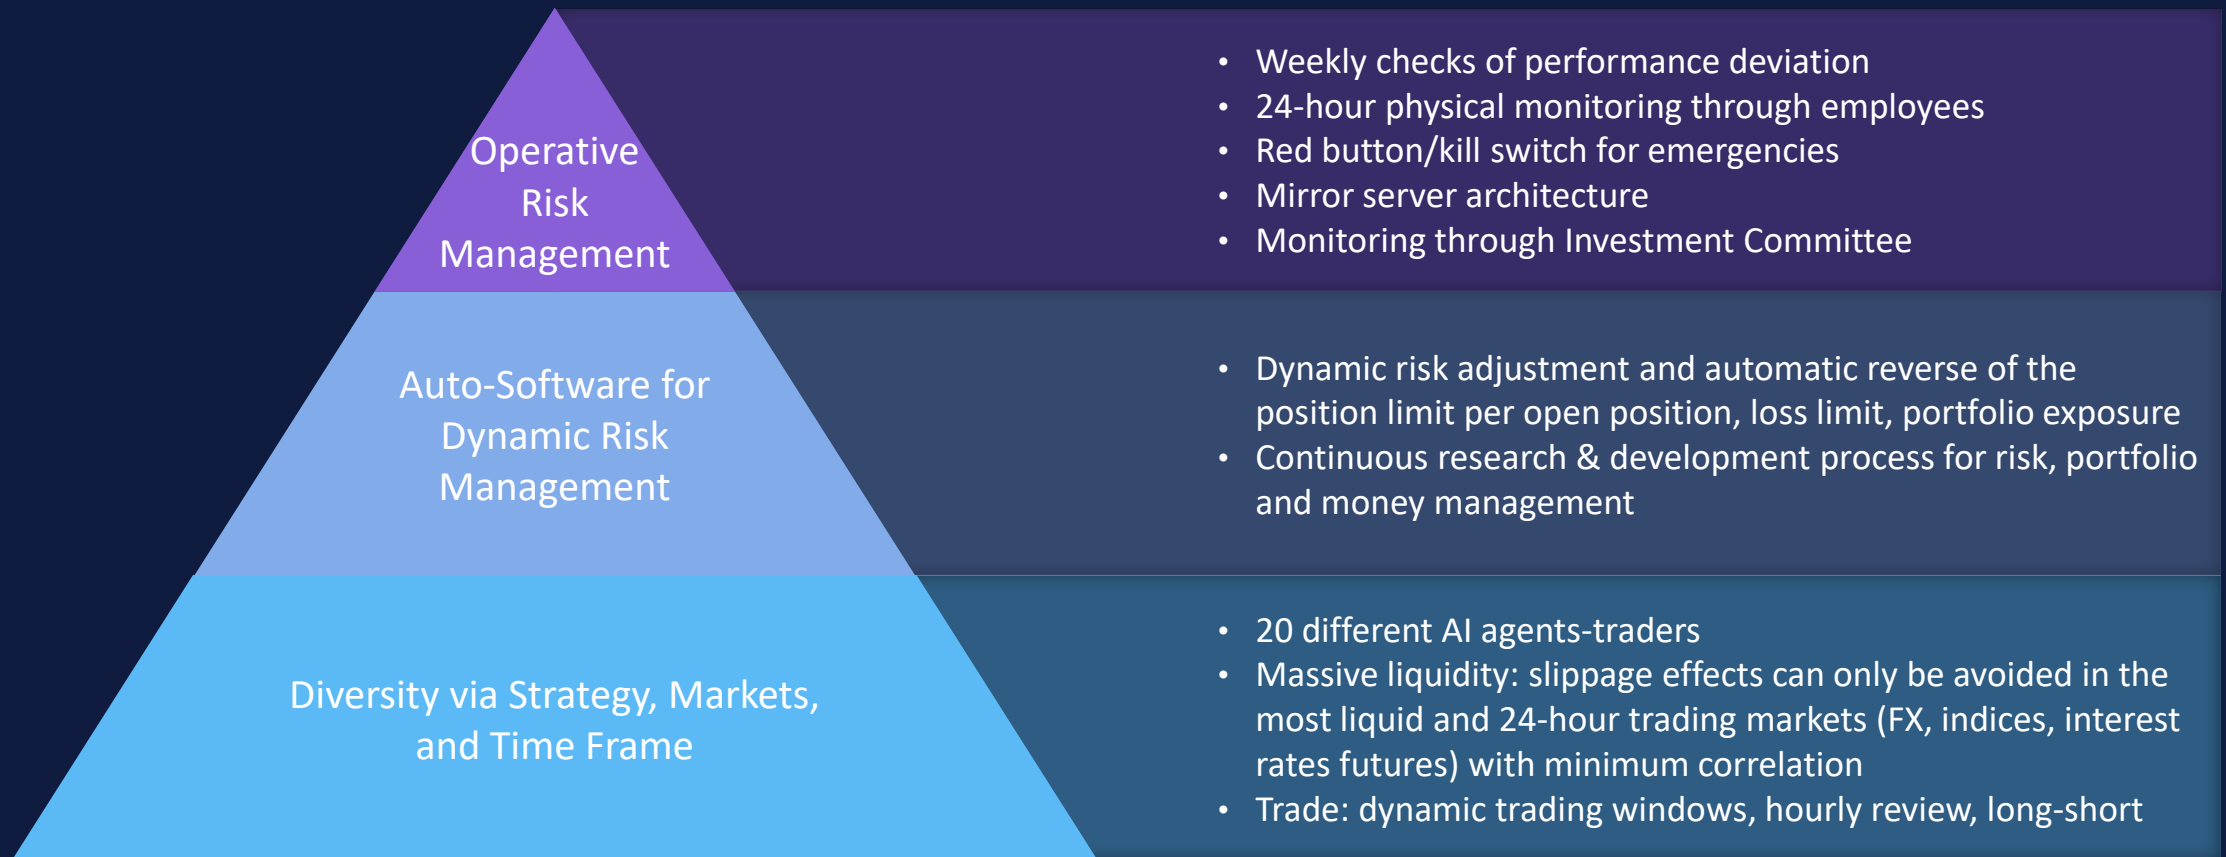 Operative
Risk
Management
• Weekly checks of performance deviation
• 24-hour physical monitoring through employees
• Red button/kill switch for emergencies
• Mirror server architecture
• Monitoring through Investment Committee
Auto-Software for
Dynamic Risk
Management
• Dynamic risk adjustment and automatic reverse of the
position limit per open position, loss limit, portfolio exposure
• Continuous research & development process for risk, portfolio
and money management
Diversity via Strategy, Markets,
and Time Frame
• 20 different AI agents-traders
• Massive liquidity: slippage effects can only be avoided in the
most liquid and 24-hour trading markets (FX, indices, interest
rates futures) with minimum correlation
• Trade: dynamic trading windows, hourly review, long-short